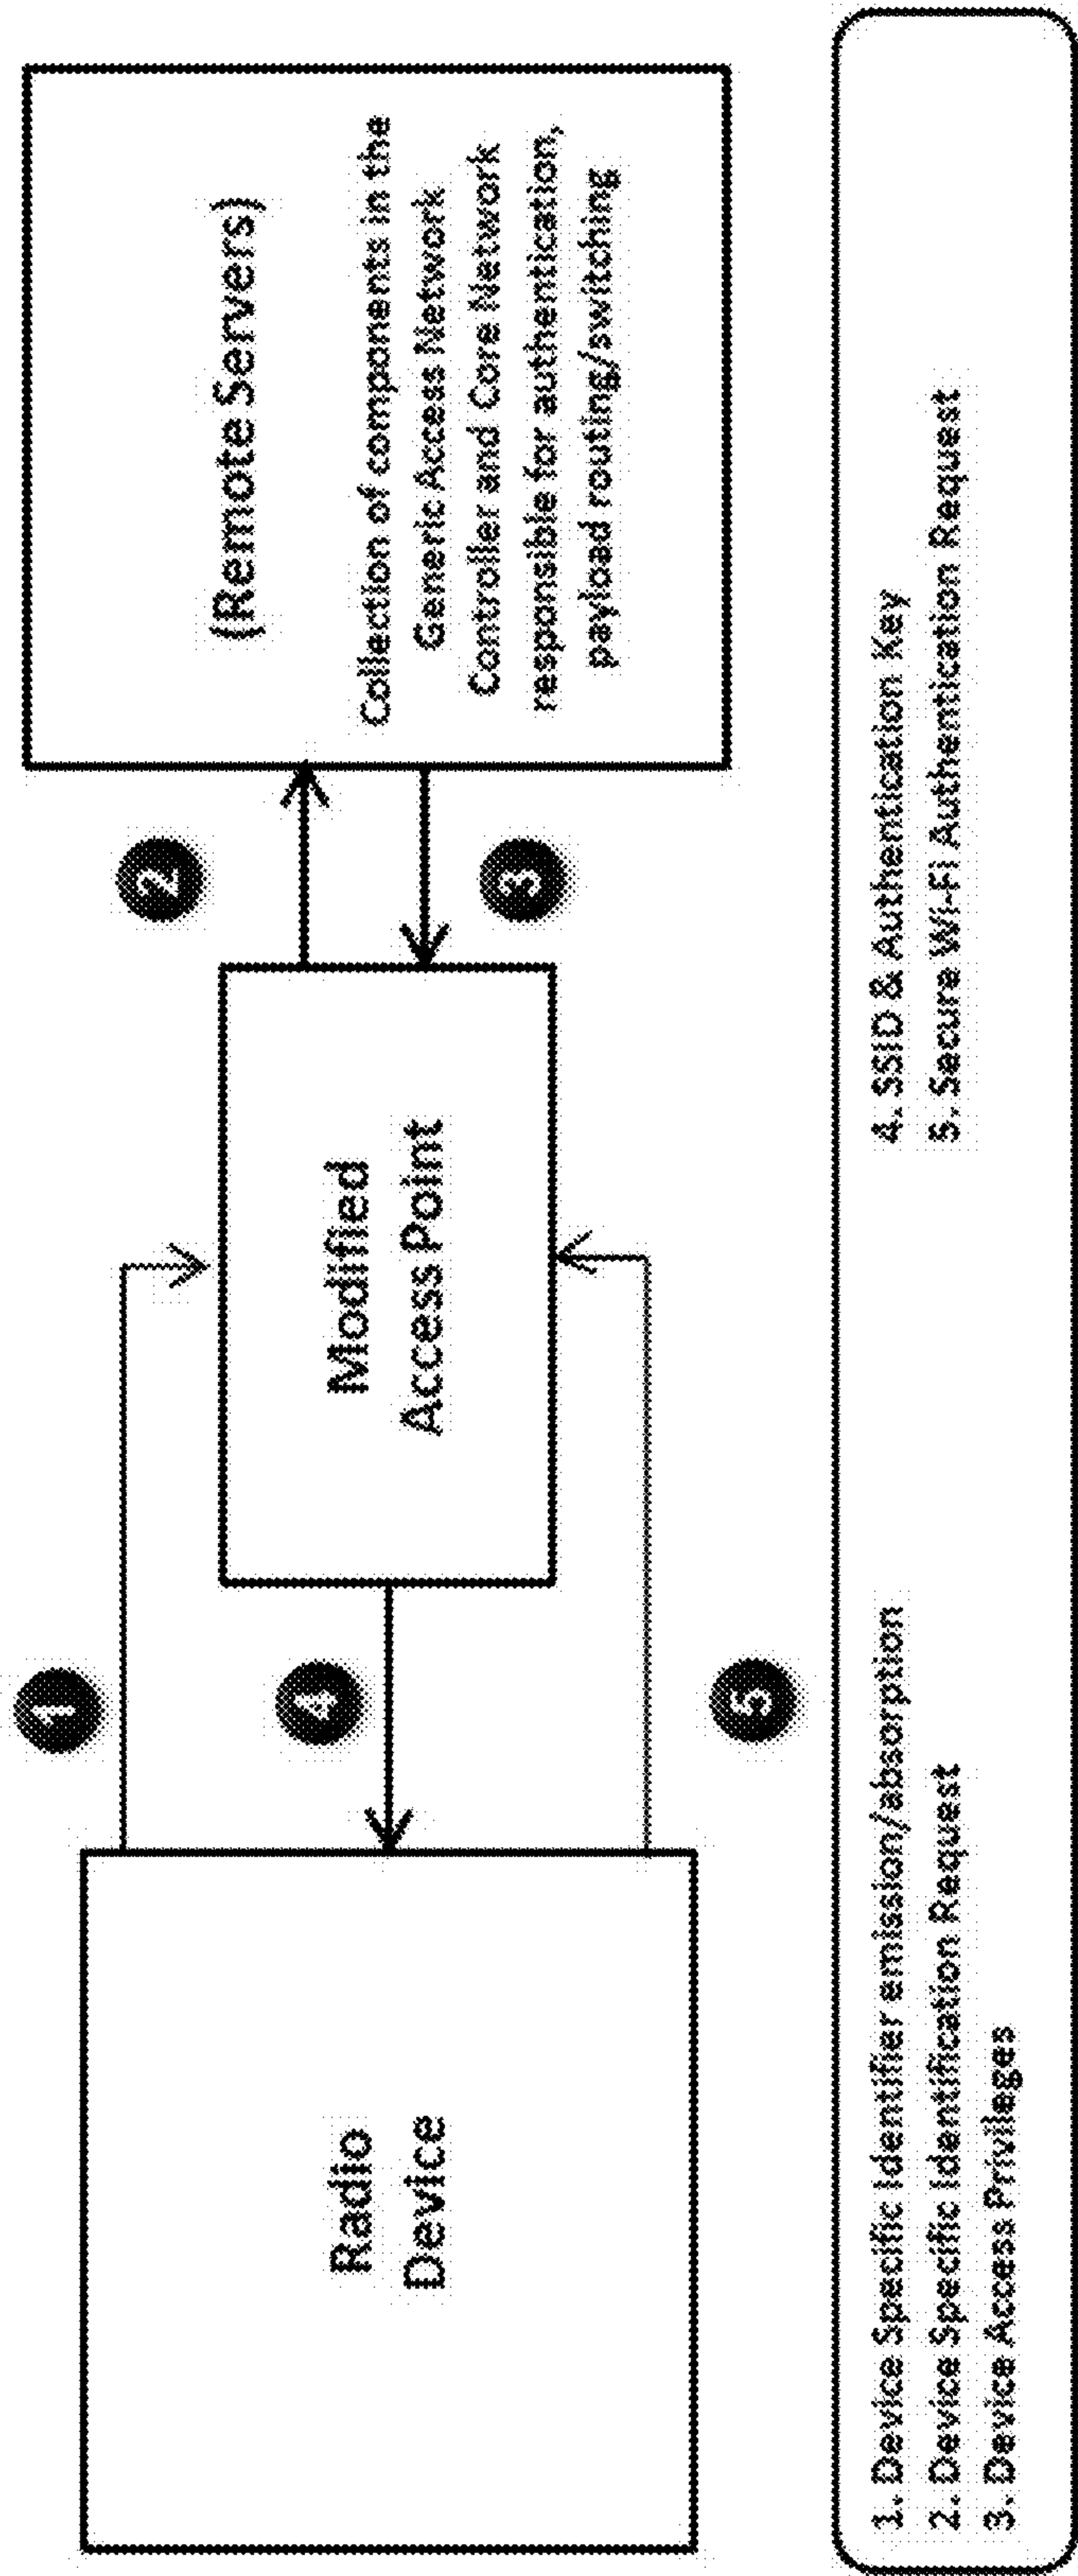 1
2
4
3
5
Radio
Device
Modified
Access Point
(Remote Servers)
Collection of components in the
Generic Access Network
Controller and Core Network
responsible for authentication,
payload routing/switching
1. Device Specific Identifier emission/absorption
2. Device Specific Identification Request
3. Device Access Privileges
4. SSID & Authentication Key
5. Secure Wi-Fi Authentication Request